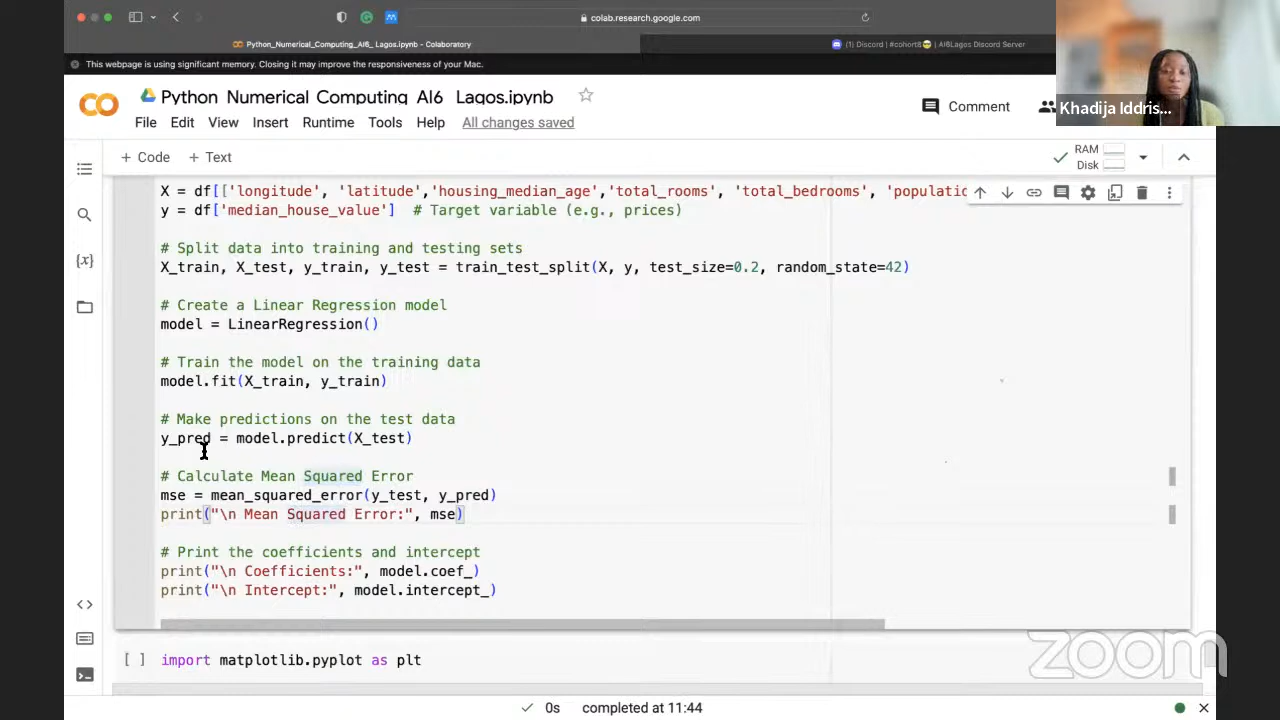 colab.research.google.com
Python_Numerical_Computing_AI6_ Lagos.ipynb - Colaboratory
(1) Discord | #cohort8😎 | AI6Lagos Discord Server
This webpage is using significant memory. Closing it may improve the responsiveness of your Mac.
Python_Numerical_Computing_AI6_ Lagos.ipynb
Comment
Khadija Iddris...
File Edit View Insert Runtime Tools Help All changes saved
+ Code + Text
RAM
Disk
X = df[['longitude', 'latitude','housing_median_age','total_rooms', 'total_bedrooms', 'populatio
y = df['median_house_value']  # Target variable (e.g., prices)
# Split data into training and testing sets
X_train, X_test, y_train, y_test = train_test_split(X, y, test_size=0.2, random_state=42)
# Create a Linear Regression model
model = LinearRegression()
# Train the model on the training data
model.fit(X_train, y_train)
# Make predictions on the test data
y_pred = model.predict(X_test)
# Calculate Mean Squared Error
mse = mean_squared_error(y_test, y_pred)
print("\n Mean Squared Error:", mse)
# Print the coefficients and intercept
print("\n Coefficients:", model.coef_)
print("\n Intercept:", model.intercept_)
[ ] import matplotlib.pyplot as plt
zoom
0s completed at 11:44